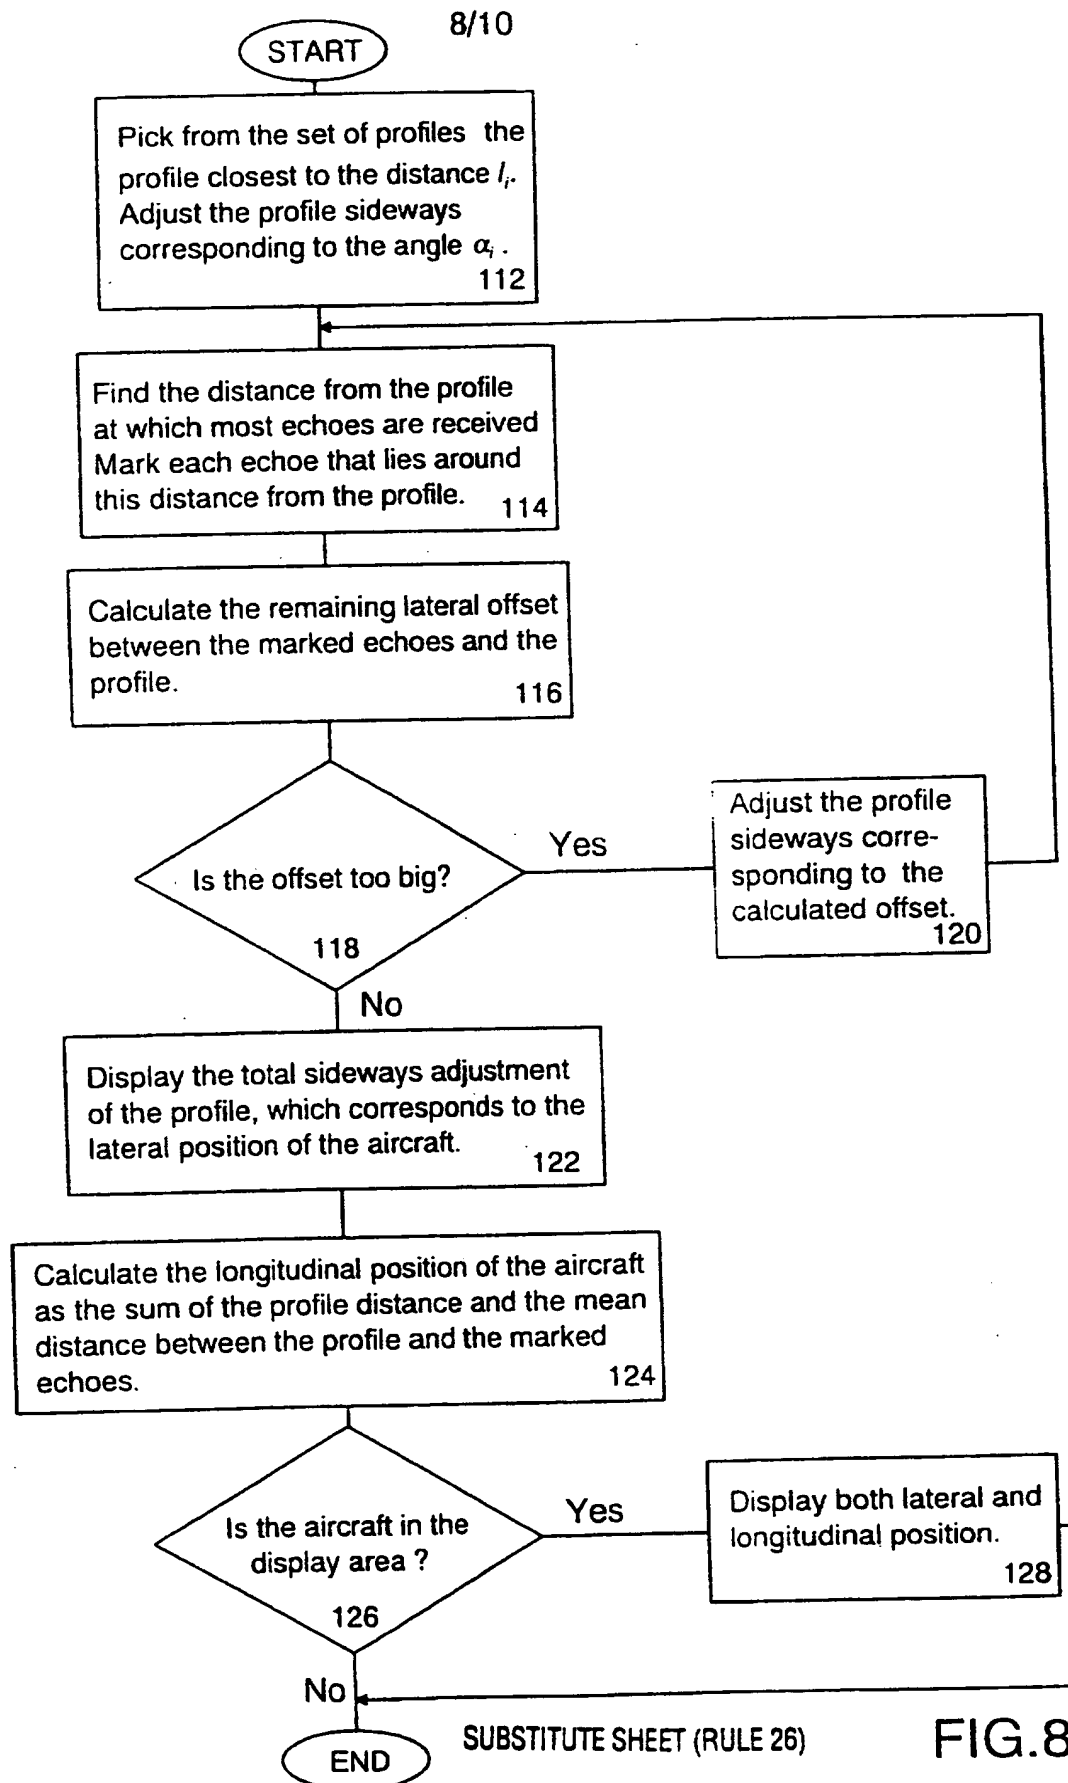 8/10
START
Pick from the set of profiles the
profile closest to the distance lᵢ.
Adjust the profile sideways
corresponding to the angle αᵢ .
112
Find the distance from the profile
at which most echoes are received
Mark each echoe that lies around
this distance from the profile.
114
Calculate the remaining lateral offset
between the marked echoes and the
profile.
116
Is the offset too big?
118
Yes
Adjust the profile
sideways corre-
sponding to the
calculated offset.
120
No
Display the total sideways adjustment
of the profile, which corresponds to the
lateral position of the aircraft.
122
Calculate the longitudinal position of the aircraft
as the sum of the profile distance and the mean
distance between the profile and the marked
echoes.
124
Is the aircraft in the
display area ?
126
Yes
Display both lateral and
longitudinal position.
128
No
END
SUBSTITUTE SHEET (RULE 26)
FIG.8